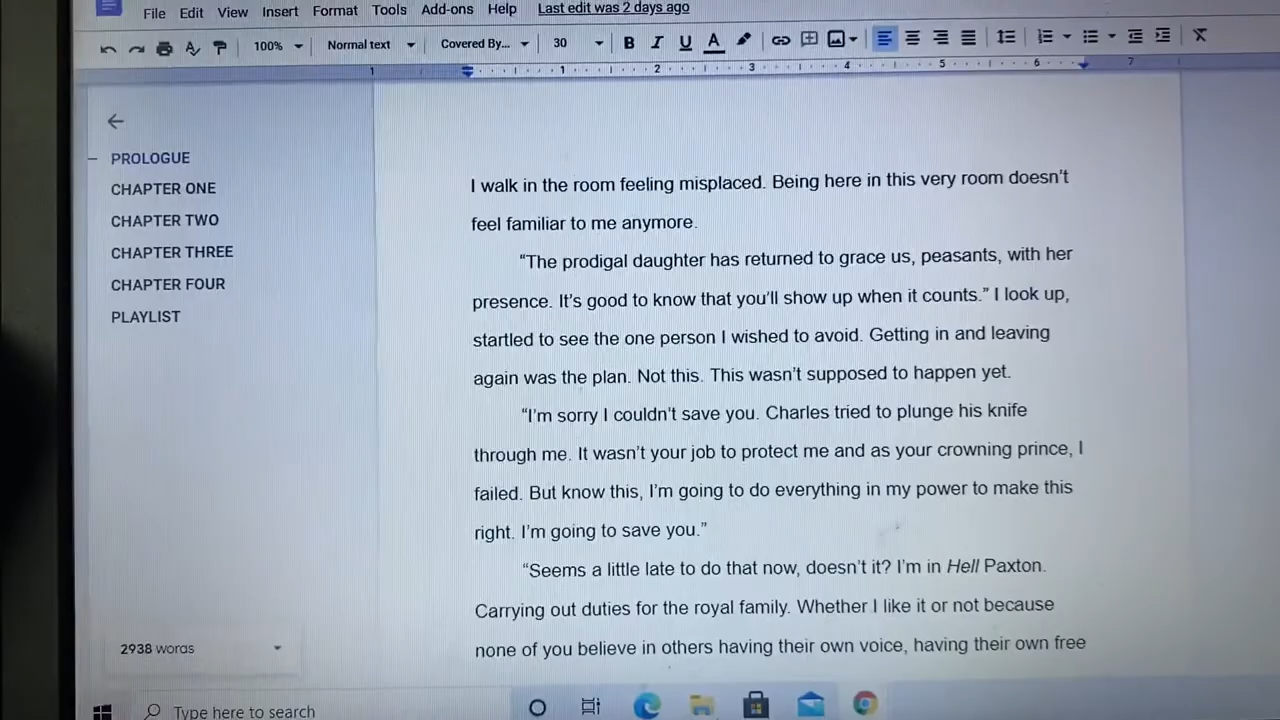 File Edit View Insert Format Tools Add-ons Help Last edit was 2 days ago
100% Normal text Covered By... 30 B I U A
1 1 2 3 4 5 6 7
PROLOGUE
CHAPTER ONE
CHAPTER TWO
CHAPTER THREE
CHAPTER FOUR
PLAYLIST
2938 words
I walk in the room feeling misplaced. Being here in this very room doesn't
feel familiar to me anymore.
“The prodigal daughter has returned to grace us, peasants, with her
presence. It’s good to know that you’ll show up when it counts.” I look up,
startled to see the one person I wished to avoid. Getting in and leaving
again was the plan. Not this. This wasn’t supposed to happen yet.
“I’m sorry I couldn’t save you. Charles tried to plunge his knife
through me. It wasn’t your job to protect me and as your crowning prince, I
failed. But know this, I’m going to do everything in my power to make this
right. I’m going to save you.”
“Seems a little late to do that now, doesn’t it? I’m in Hell Paxton.
Carrying out duties for the royal family. Whether I like it or not because
none of you believe in others having their own voice, having their own free
Type here to search